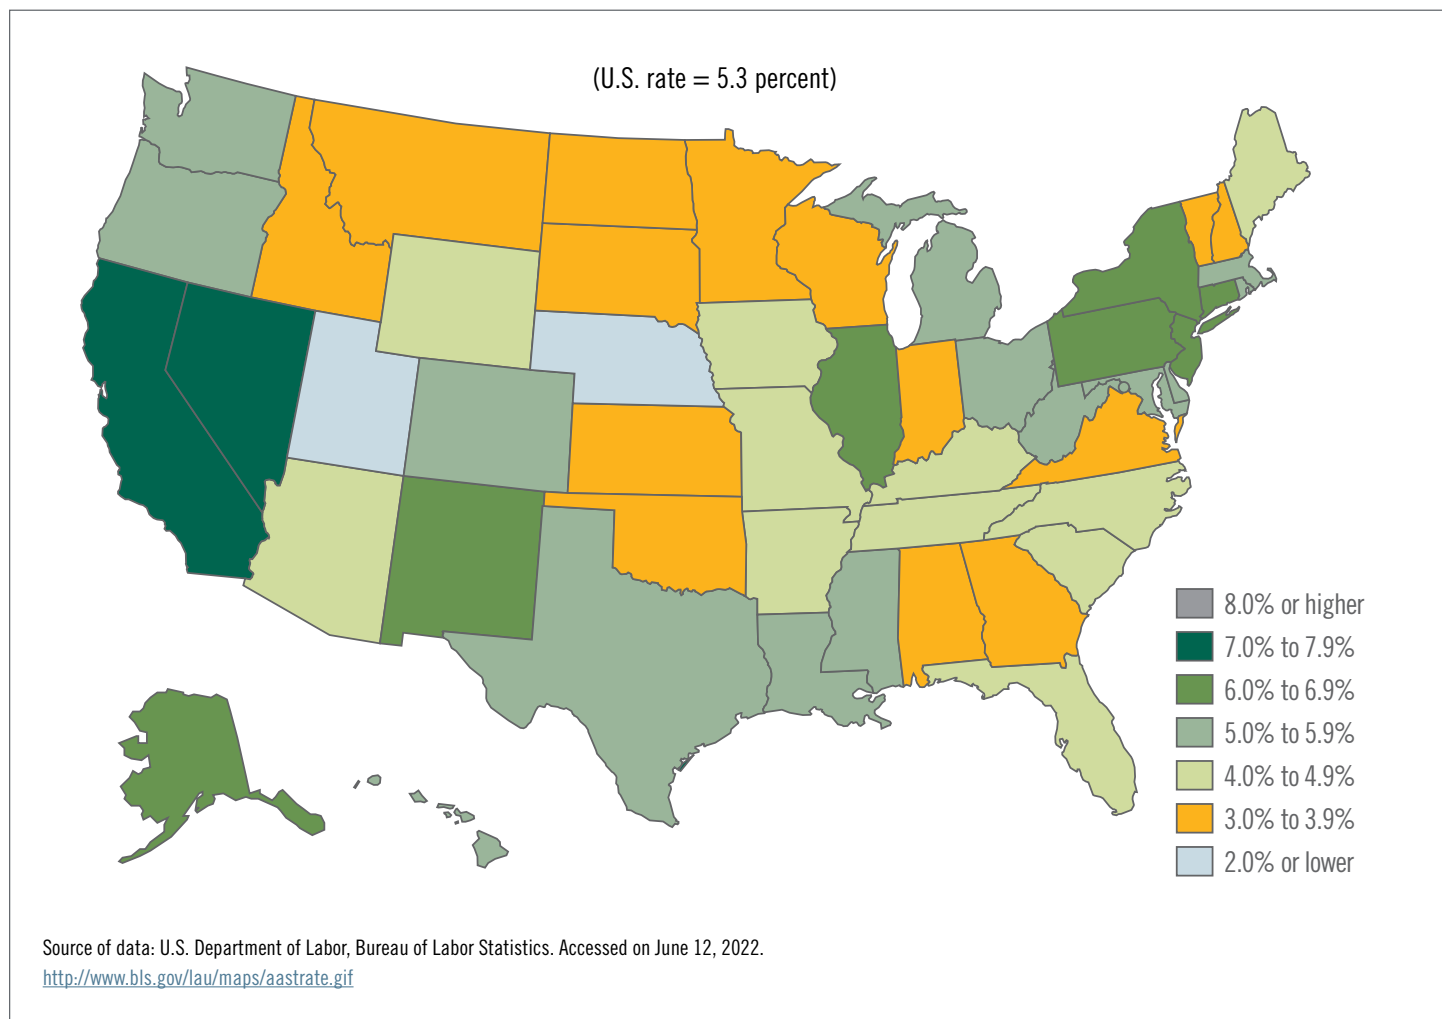 (U.S. rate = 5.3 percent)
8.0% or higher
7.0% to 7.9%
6.0% to 6.9%
5.0% to 5.9%
4.0% to 4.9%
3.0% to 3.9%
2.0% or lower
Source of data: U.S. Department of Labor, Bureau of Labor Statistics. Accessed on June 12, 2022.
http://www.bls.gov/lau/maps/aastrate.gif